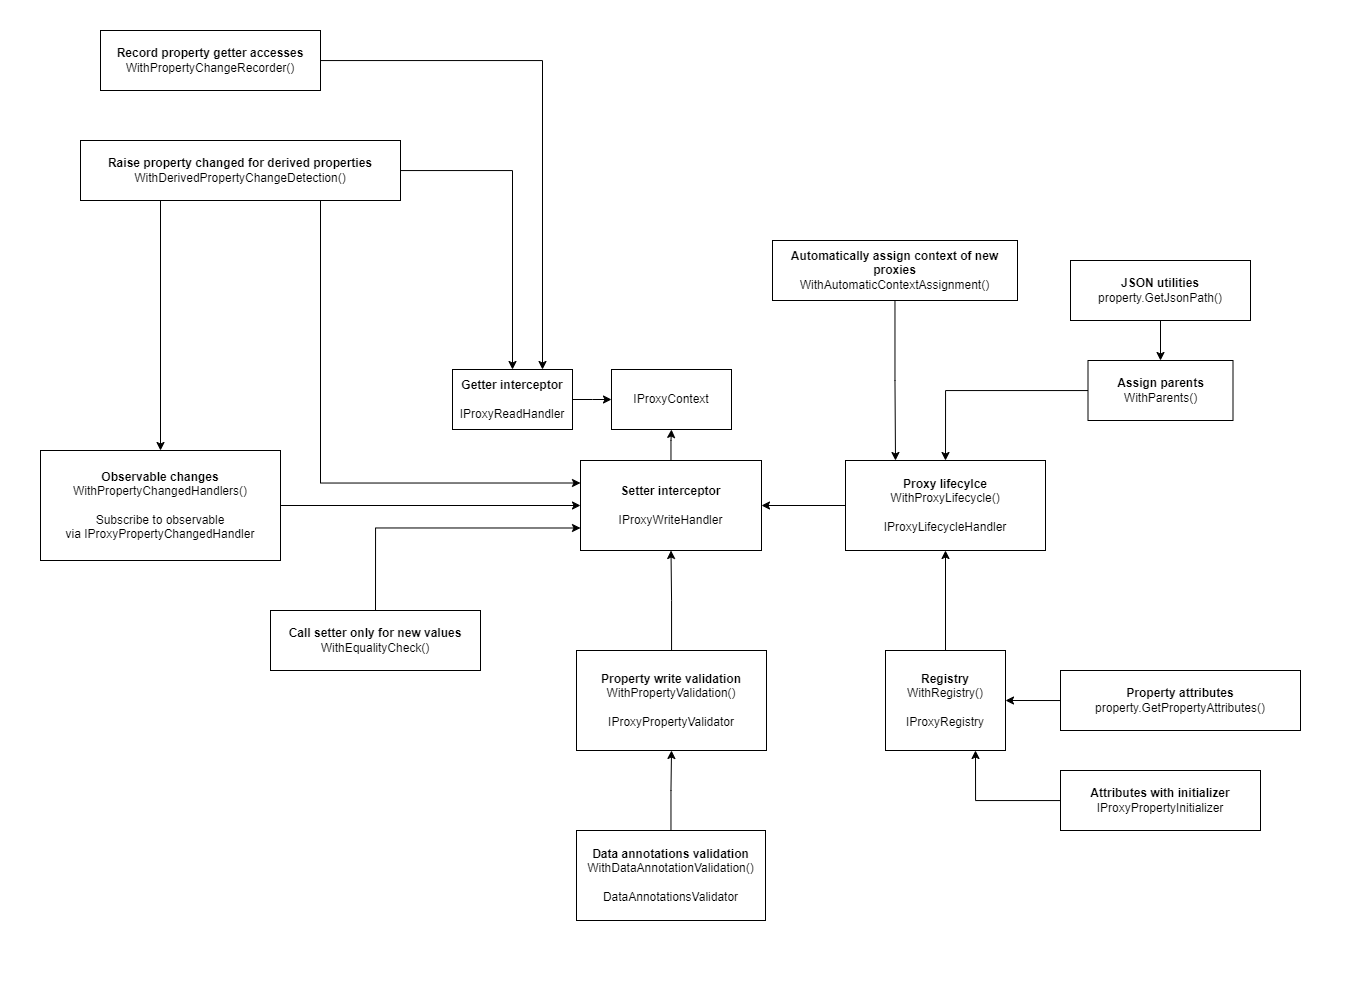 Record property getter accesses
WithPropertyChangeRecorder()
Raise property changed for derived properties
WithDerivedPropertyChangeDetection()
Automatically assign context of new
proxies
WithAutomaticContextAssignment()
JSON utilities
property.GetJsonPath()
Getter interceptor
IProxyReadHandler
IProxyContext
Assign parents
WithParents()
Observable changes
WithPropertyChangedHandlers()
Subscribe to observable
via IProxyPropertyChangedHandler
Setter interceptor
IProxyWriteHandler
Proxy lifecylce
WithProxyLifecycle()
IProxyLifecycleHandler
Call setter only for new values
WithEqualityCheck()
Property write validation
WithPropertyValidation()
IProxyPropertyValidator
Registry
WithRegistry()
IProxyRegistry
Property attributes
property.GetPropertyAttributes()
Attributes with initializer
IProxyPropertyInitializer
Data annotations validation
WithDataAnnotationValidation()
DataAnnotationsValidator